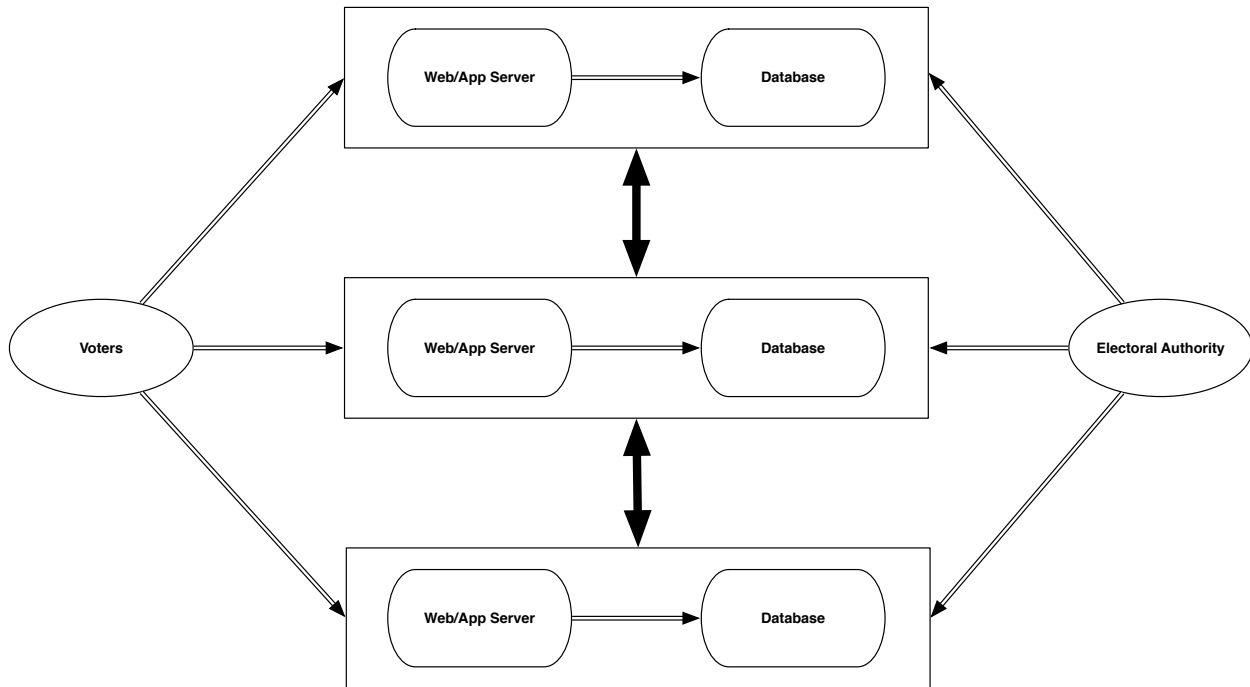 Web/App Server
Database
Voters
Web/App Server
Database
Electoral Authority
Web/App Server
Database